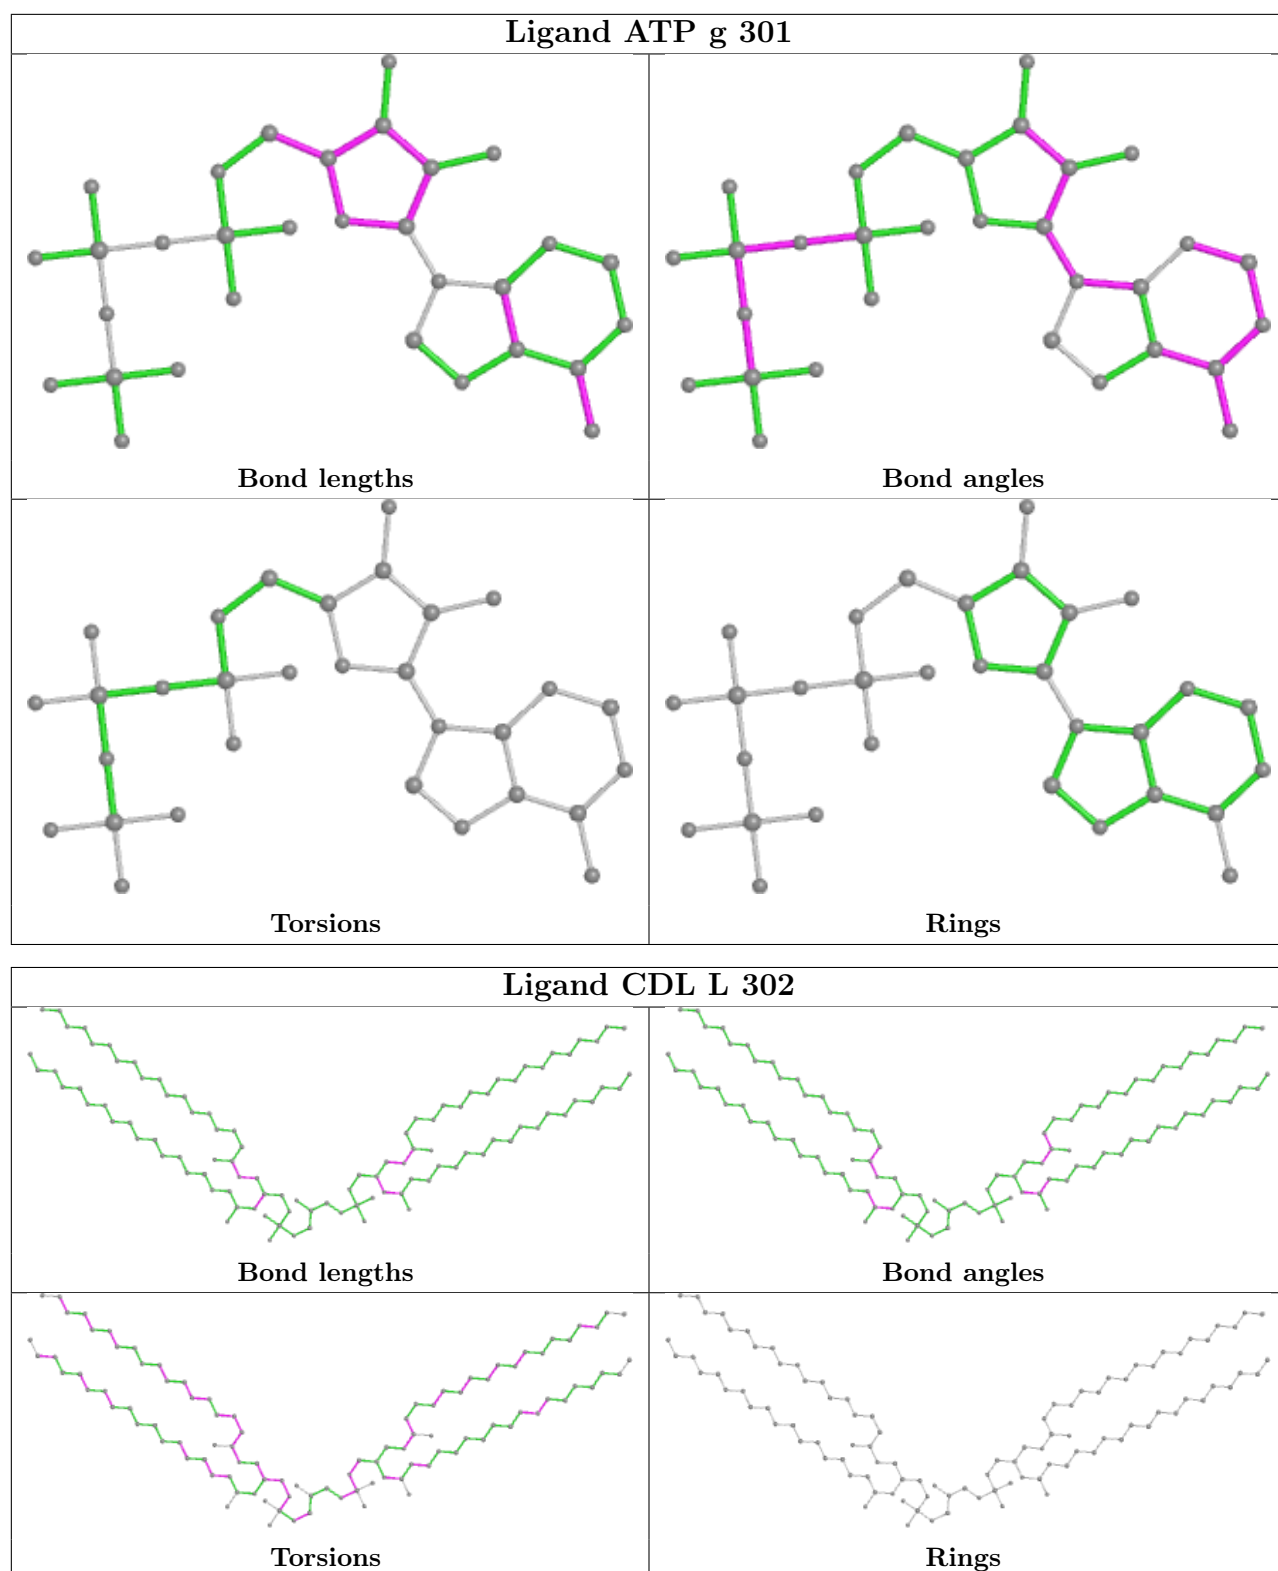 Ligand ATP g 301
Bond lengths
Bond angles
Torsions
Rings
Ligand CDL L 302
Bond lengths
Bond angles
Torsions
Rings